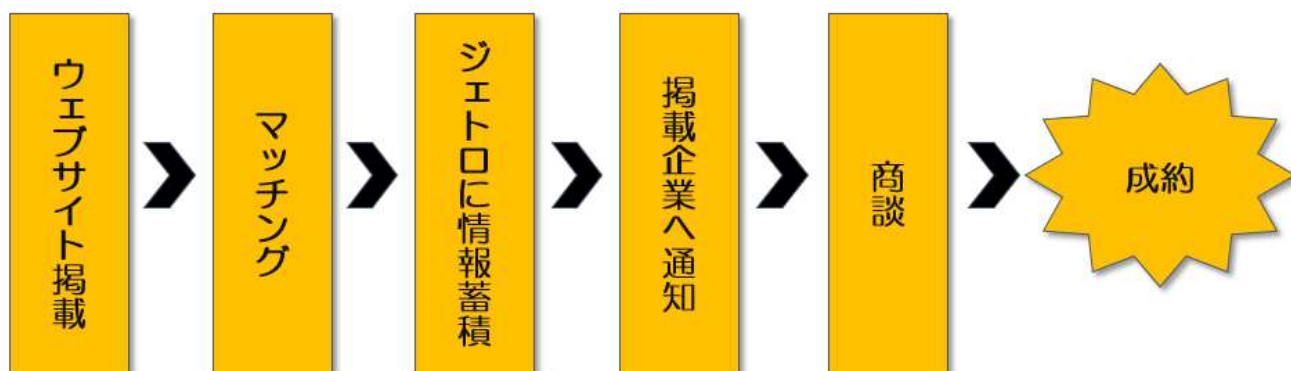 ウェブサイト掲載
マッチング
ジェトロに情報蓄積
掲載企業へ通知
商談
成約